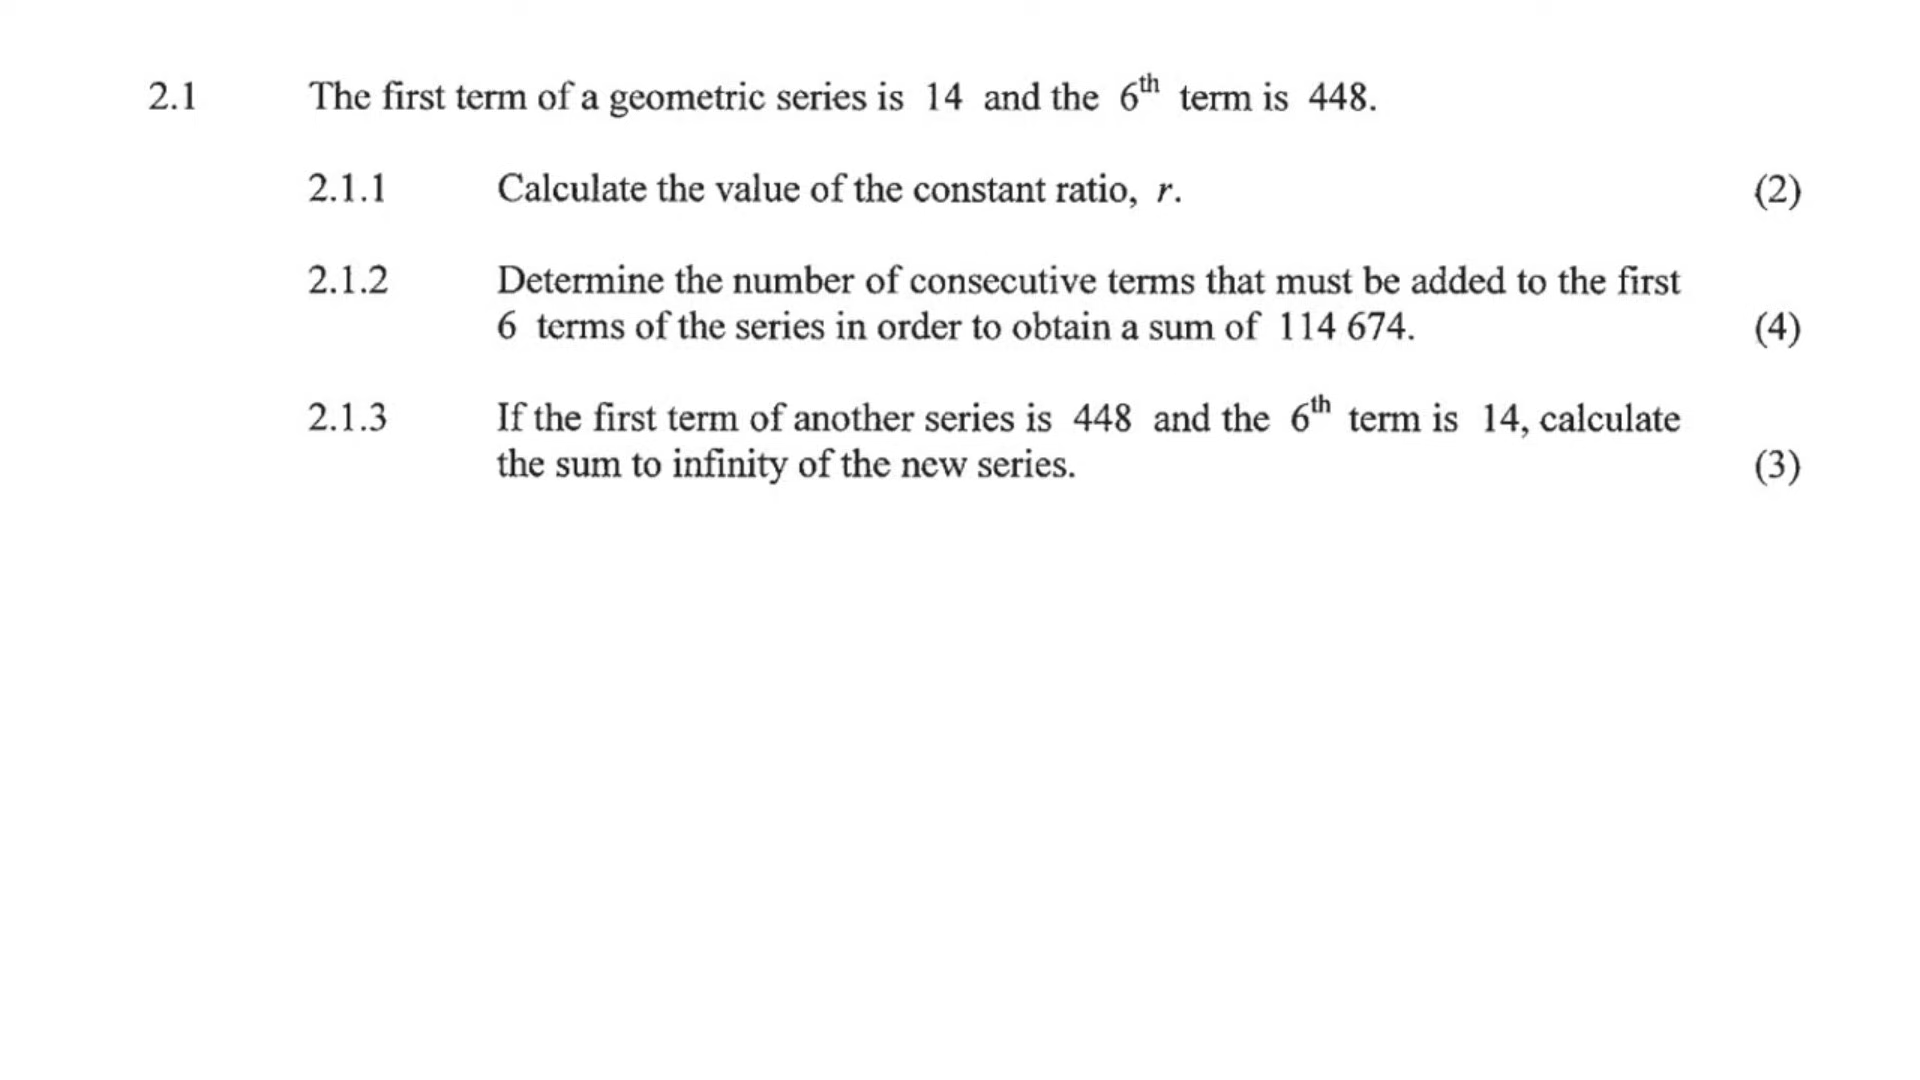 2.1 The first term of a geometric series is 14 and the 6th term is 448.
2.1.1 Calculate the value of the constant ratio, r. (2)
2.1.2 Determine the number of consecutive terms that must be added to the first
6 terms of the series in order to obtain a sum of 114 674. (4)
2.1.3 If the first term of another series is 448 and the 6th term is 14, calculate
the sum to infinity of the new series. (3)